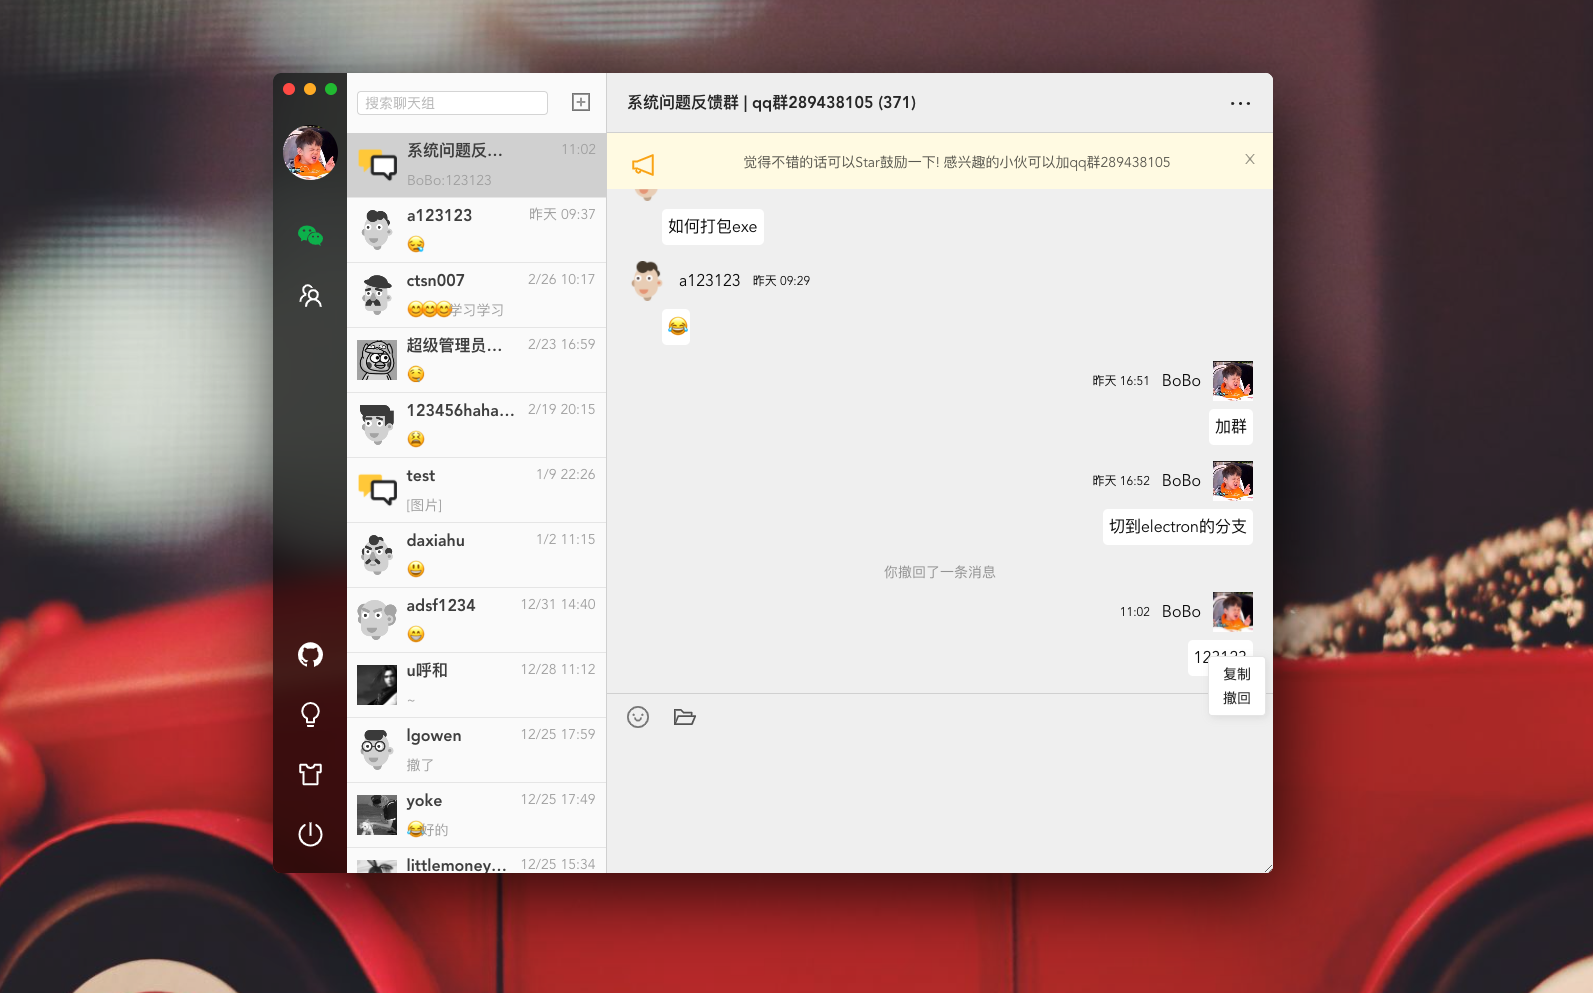 搜索聊天组
系统问题反...
11:02
BoBo:123123
a123123
昨天 09:37
😪
ctsn007
2/26 10:17
😊😊😊学习学习
超级管理员...
2/23 16:59
123456haha...
2/19 20:15
😫
test
1/9 22:26
[图片]
daxiahu
1/2 11:15
😃
adsf1234
12/31 14:40
😁
u呼和
12/28 11:12
~
lgowen
12/25 17:59
撤了
yoke
12/25 17:49
😂好的
littlemoney...
12/25 15:34
系统问题反馈群 | qq群289438105 (371)
...
觉得不错的话可以Star鼓励一下! 感兴趣的小伙可以加qq群289438105
X
如何打包exe
a123123 昨天 09:29
😂
昨天 16:51 BoBo
加群
昨天 16:52 BoBo
切到electron的分支
你撤回了一条消息
11:02 BoBo
123123
复制
撤回